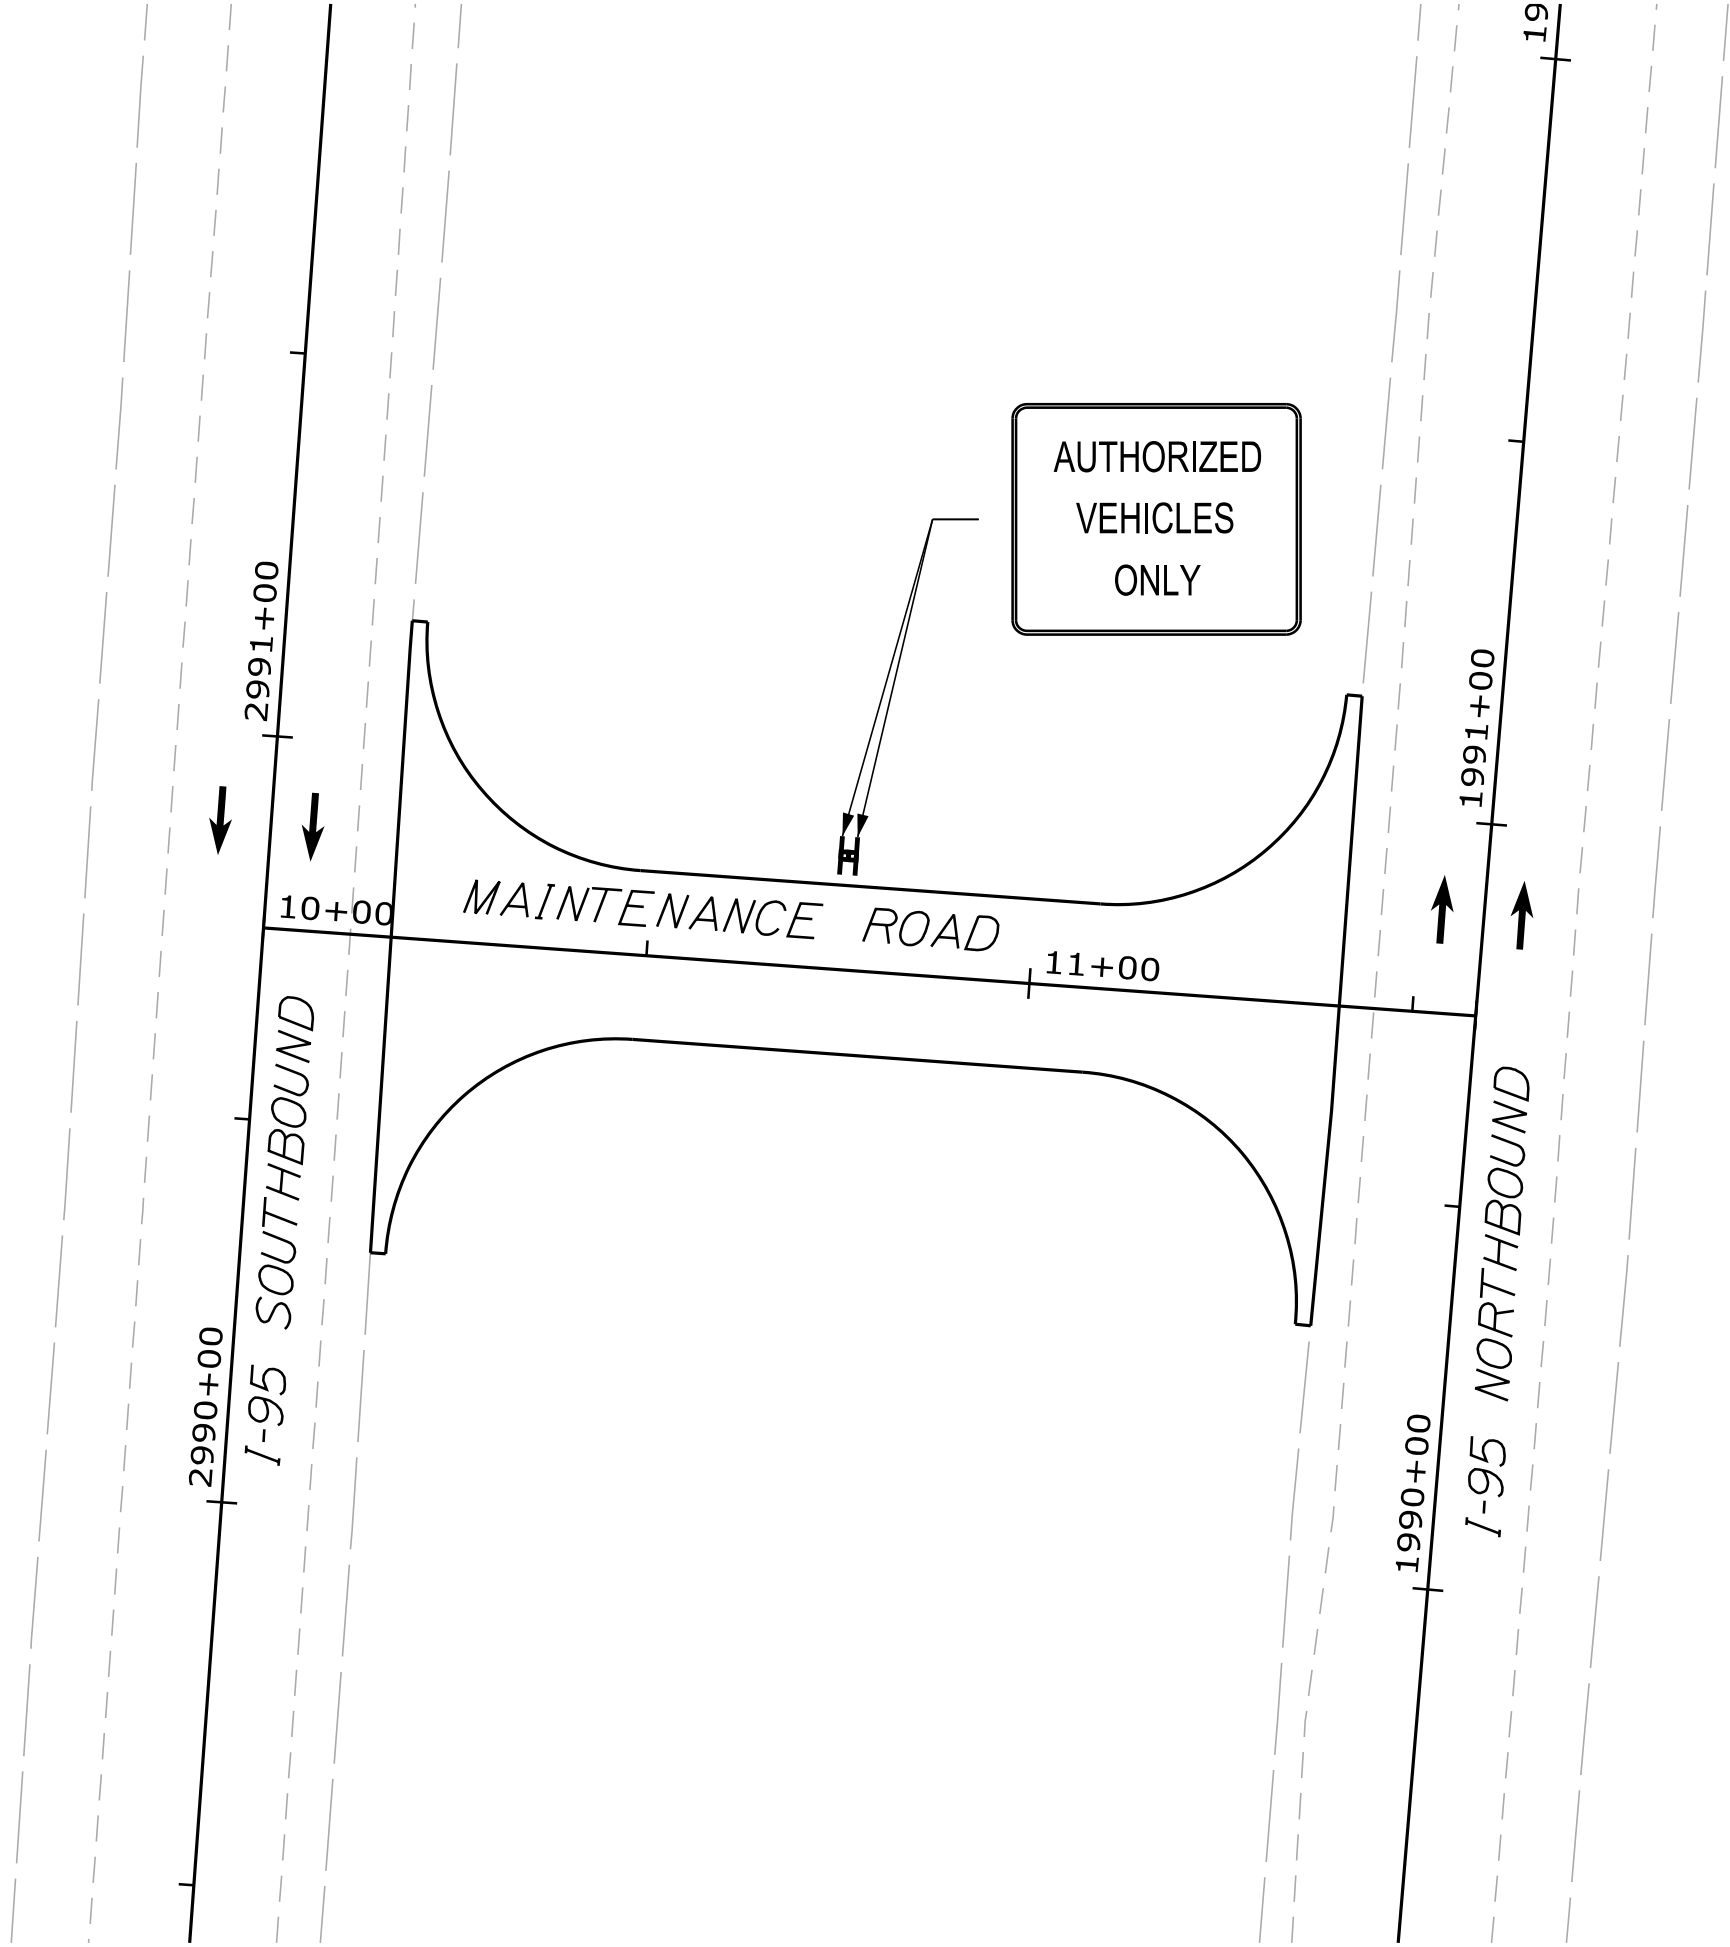 19
AUTHORIZED
VEHICLES
ONLY
2991+00
1991+00
10+00
MAINTENANCE ROAD
11+00
I-95 SOUTHBOUND
I-95 NORTHBOUND
2990+00
1990+00